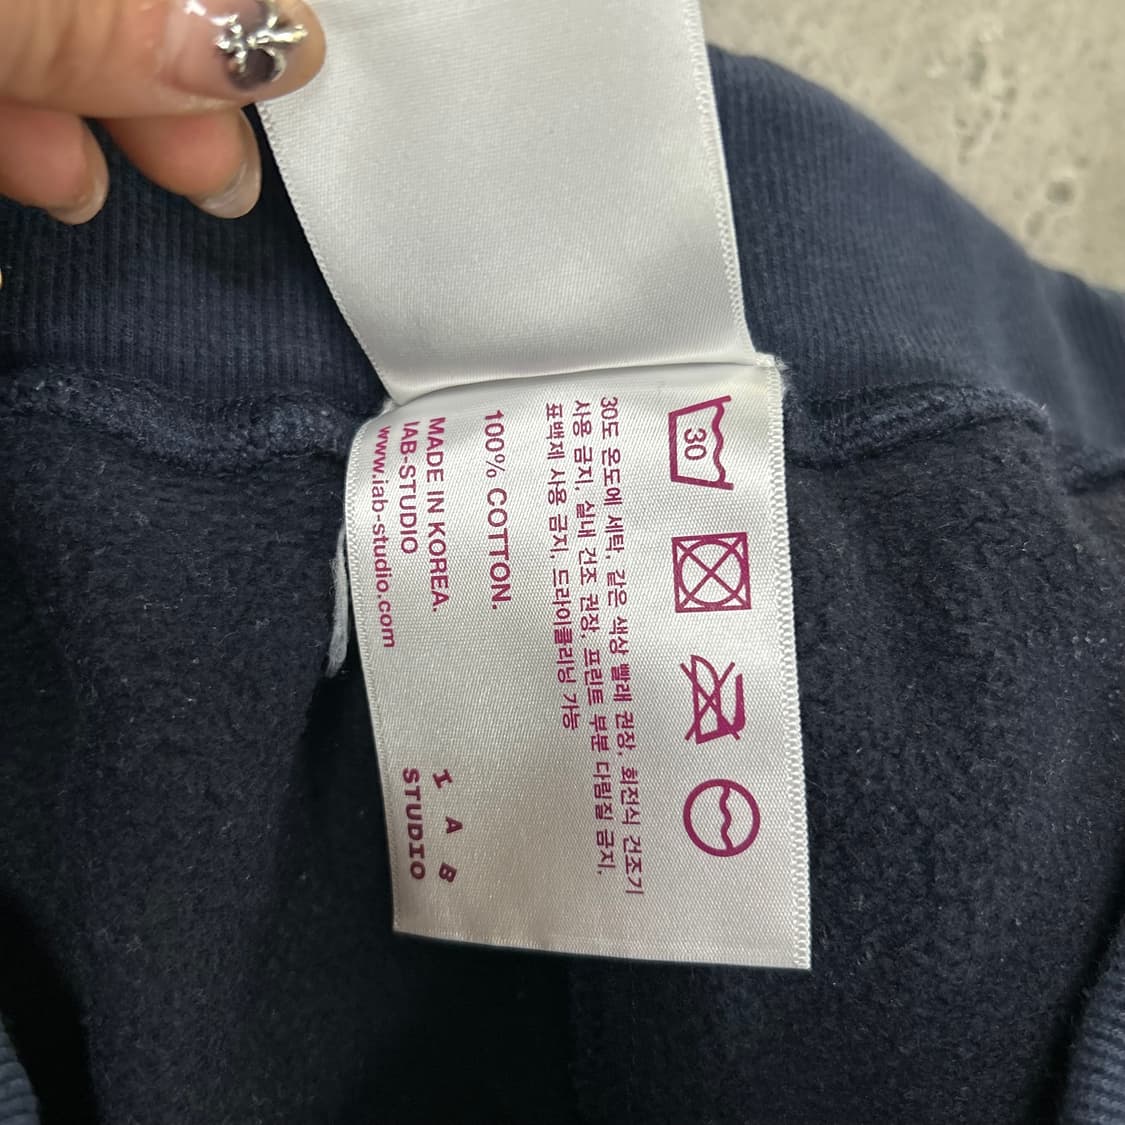 30
30도 온도에 세탁, 같은 색상 빨래 권장, 회전식 건조기
사용 금지, 실내 건조 권장, 프린트 부분 다림질 금지,
표백제 사용 금지, 드라이클리닝 가능
100% COTTON.
MADE IN KOREA.
IAB-STUDIO
www.iab-studio.com
I A B
STUDIO